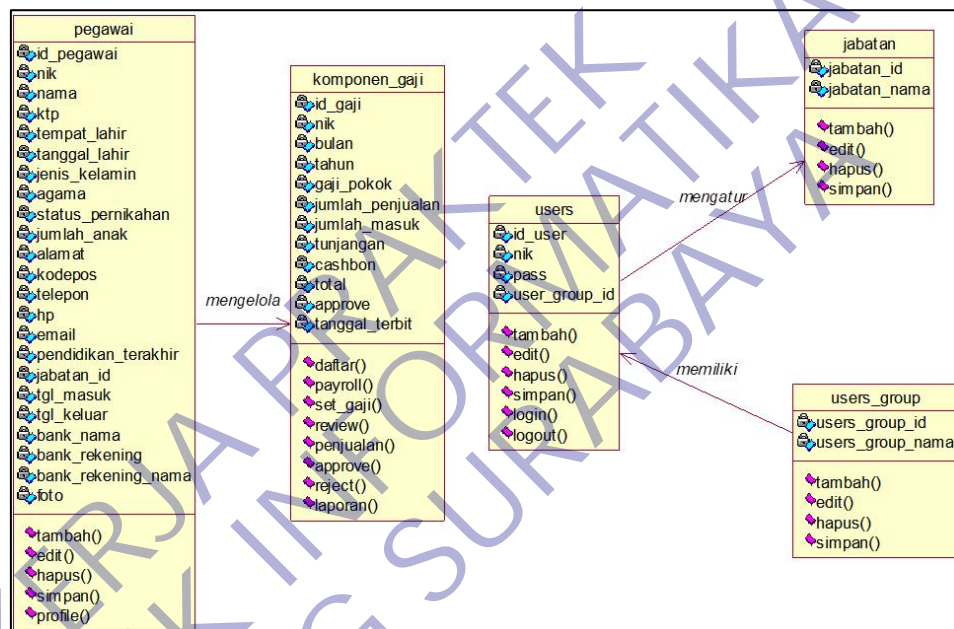 pegawai
id_pegawai
nik
nama
ktp
tempat_lahir
tanggal_lahir
jenis_kelamin
agama
status_pernikahan
jumlah_anak
alamat
kodepos
telepon
hp
email
pendidikan_terakhir
jabatan_id
tgl_masuk
tgl_keluar
bank_nama
bank_rekening
bank_rekening_nama
foto
tambah()
edit()
hapus()
simpan()
profile()
mengelola
komponen_gaji
id_gaji
nik
bulan
tahun
gaji_pokok
jumlah_penjualan
jumlah_masuk
tunjangan
cashbon
total
approve
tanggal_terbit
daftar()
payroll()
set_gaji()
review()
penjualan()
approve()
reject()
laporan()
users
id_user
nik
pass
user_group_id
tambah()
edit()
hapus()
simpan()
login()
logout()
mengatur
memiliki
jabatan
jabatan_id
jabatan_nama
tambah()
edit()
hapus()
simpan()
users_group
users_group_id
users_group_nama
tambah()
edit()
hapus()
simpan()
ERJA PRAKTEK
K INFORMATIKA
G SURABAYA